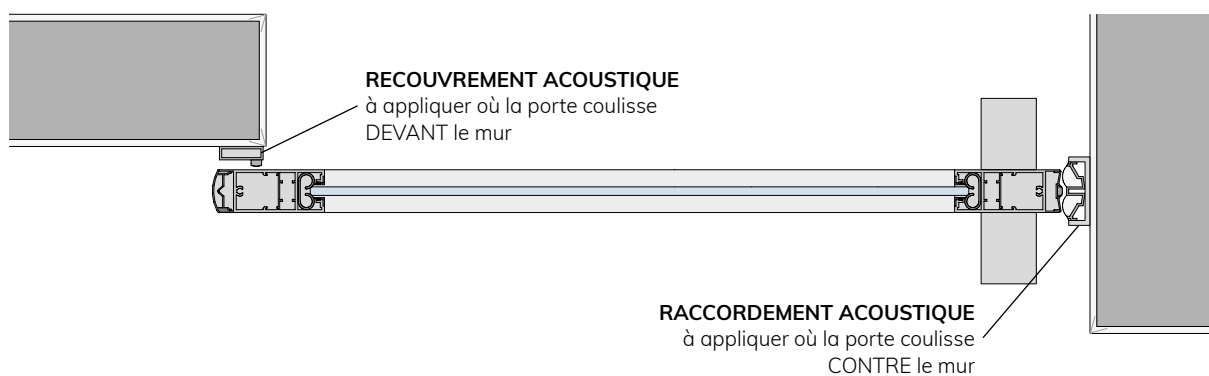 RECOUVREMENT ACOUSTIQUE
à appliquer où la porte coulisse
DEVANT le mur
RACCORDEMENT ACOUSTIQUE
à appliquer où la porte coulisse
CONTRE le mur